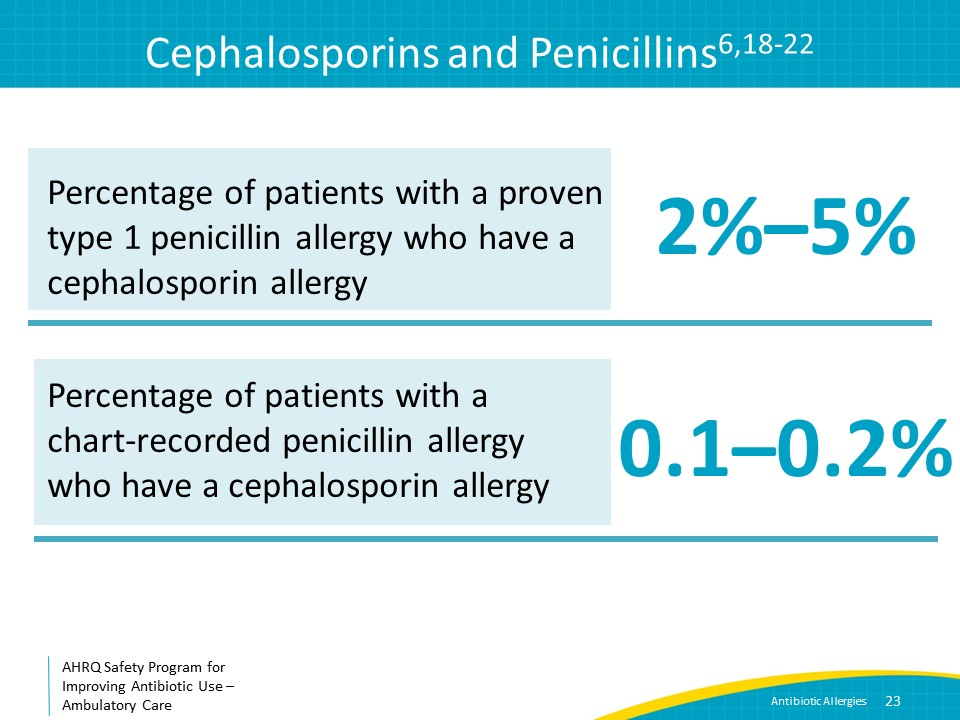 Cephalosporins and Penicillins6,18-22
Percentage of patients with a proven
type 1 penicillin allergy who have a
cephalosporin allergy
2%–5%
Percentage of patients with a
chart-recorded penicillin allergy
who have a cephalosporin allergy
0.1–0.2%
AHRQ Safety Program for
Improving Antibiotic Use –
Ambulatory Care
Antibiotic Allergies 23